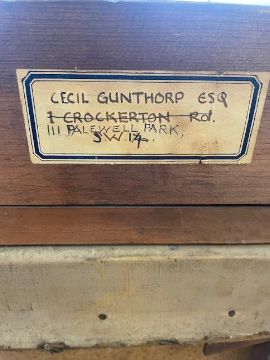 CECIL GUNTHORP ESQ
1 CROCKERTON Rd.
111 PALEWELL PARK,
S.W.14.